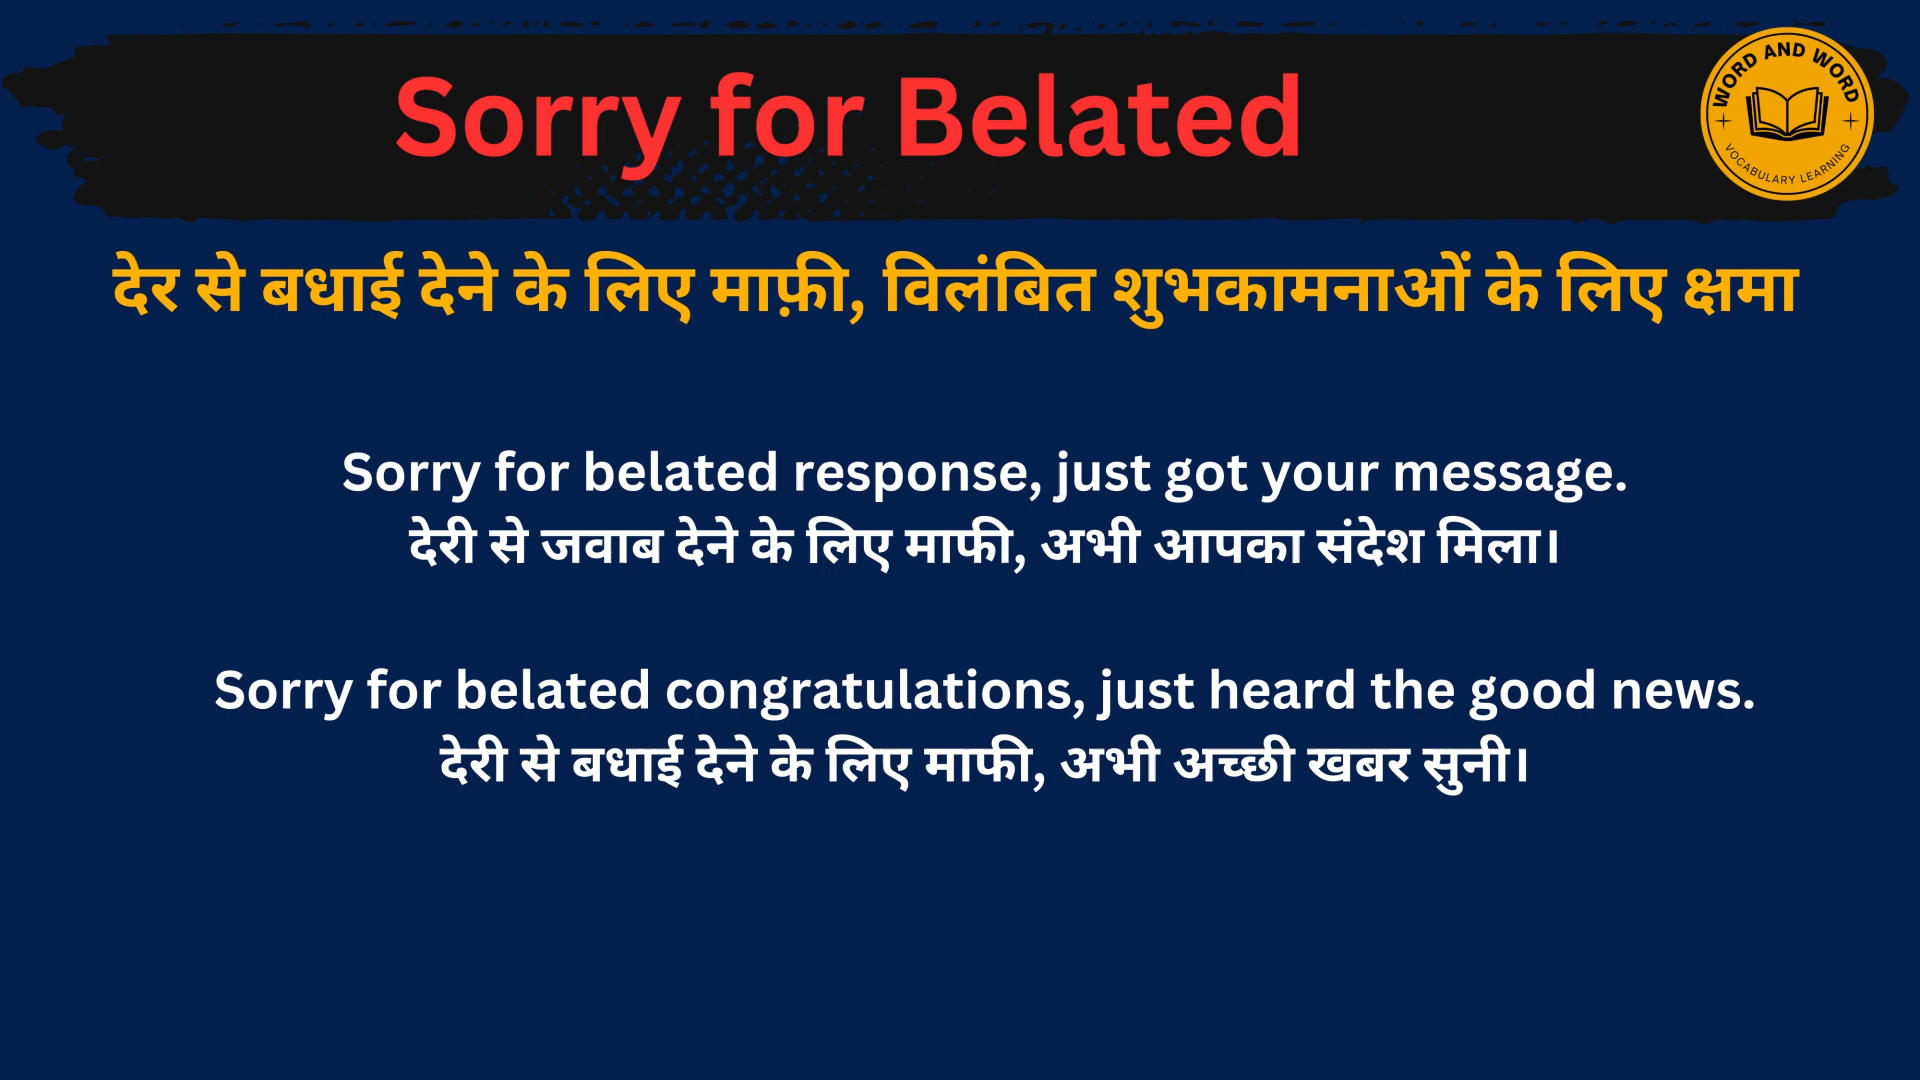 Sorry for Belated
WORD AND WORD
VOCABULARY LEARNING
देर से बधाई देने के लिए माफ़ी, विलंबित शुभकामनाओं के लिए क्षमा
Sorry for belated response, just got your message.
देरी से जवाब देने के लिए माफी, अभी आपका संदेश मिला।
Sorry for belated congratulations, just heard the good news.
देरी से बधाई देने के लिए माफी, अभी अच्छी खबर सुनी।